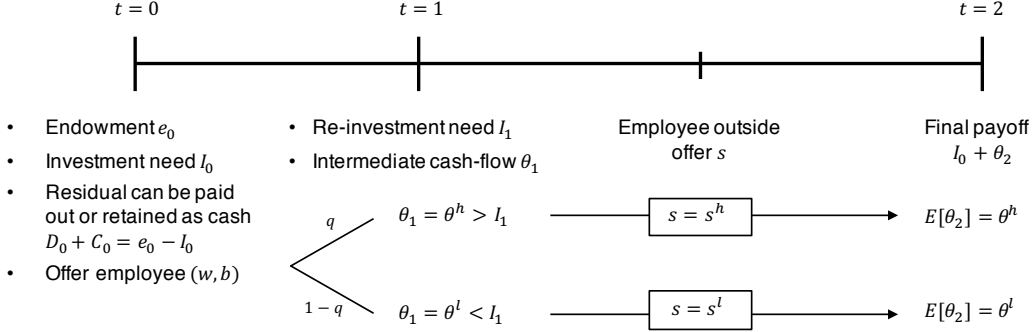 t = 0
t = 1
t = 2
• Endowment e₀
• Investment need I₀
• Residual can be paid
out or retained as cash
D₀ + C₀ = e₀ − I₀
• Offer employee (w, b)
• Re-investment need I₁
• Intermediate cash-flow θ₁
Employee outside
offer s
Final payoff
I₀ + θ₂
q
θ₁ = θʰ > I₁
s = sʰ
E[θ₂] = θʰ
1 − q
θ₁ = θˡ < I₁
s = sˡ
E[θ₂] = θˡ